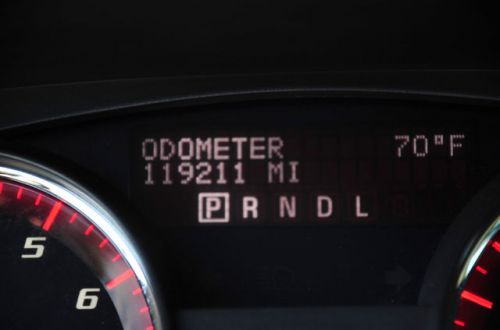 ODOMETER 70°F
119211 MI
P R N D L
5
6